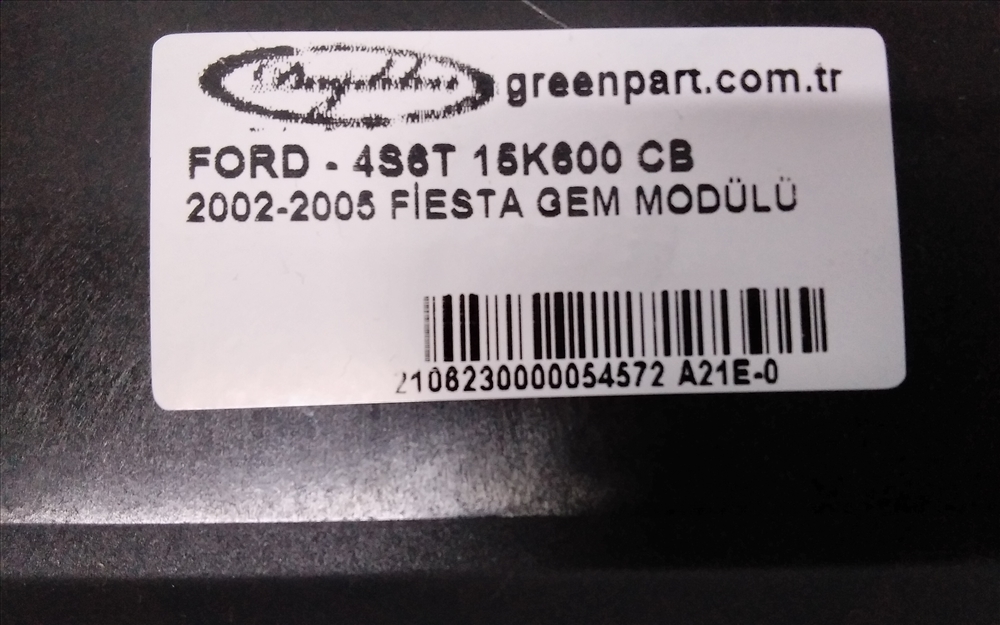 greenpart.com.tr
FORD - 4S6T 15K600 CB
2002-2005 FİESTA GEM MODÜLÜ
2106230000054572 A21E-0